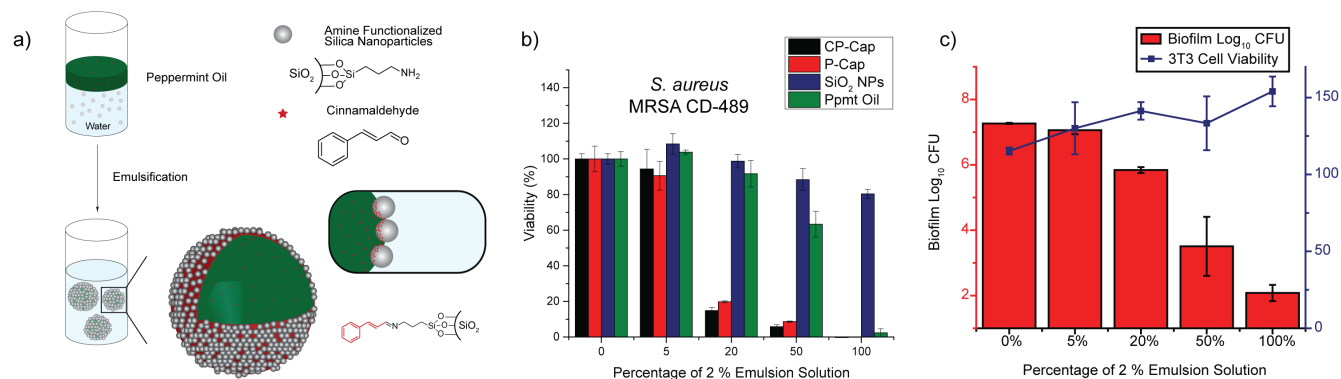 a)
Peppermint Oil
Water
Emulsification
Amine Functionalized
Silica Nanoparticles
SiO₂
O
O
Si
O
NH₂
Cinnamaldehyde
O
N
Si
O
O
O
SiO₂
b)
CP-Cap
P-Cap
SiO₂ NPs
Ppmt Oil
S. aureus
MRSA CD-489
Viability (%)
140
120
100
80
60
40
20
0
0 5 20 50 100
Percentage of 2 % Emulsion Solution
c)
Biofilm Log₁₀ CFU
3T3 Cell Viability
Biofilm Log₁₀ CFU
8
6
4
2
150
100
50
0
0% 5% 20% 50% 100%
Percentage of 2% Emulsion Solution